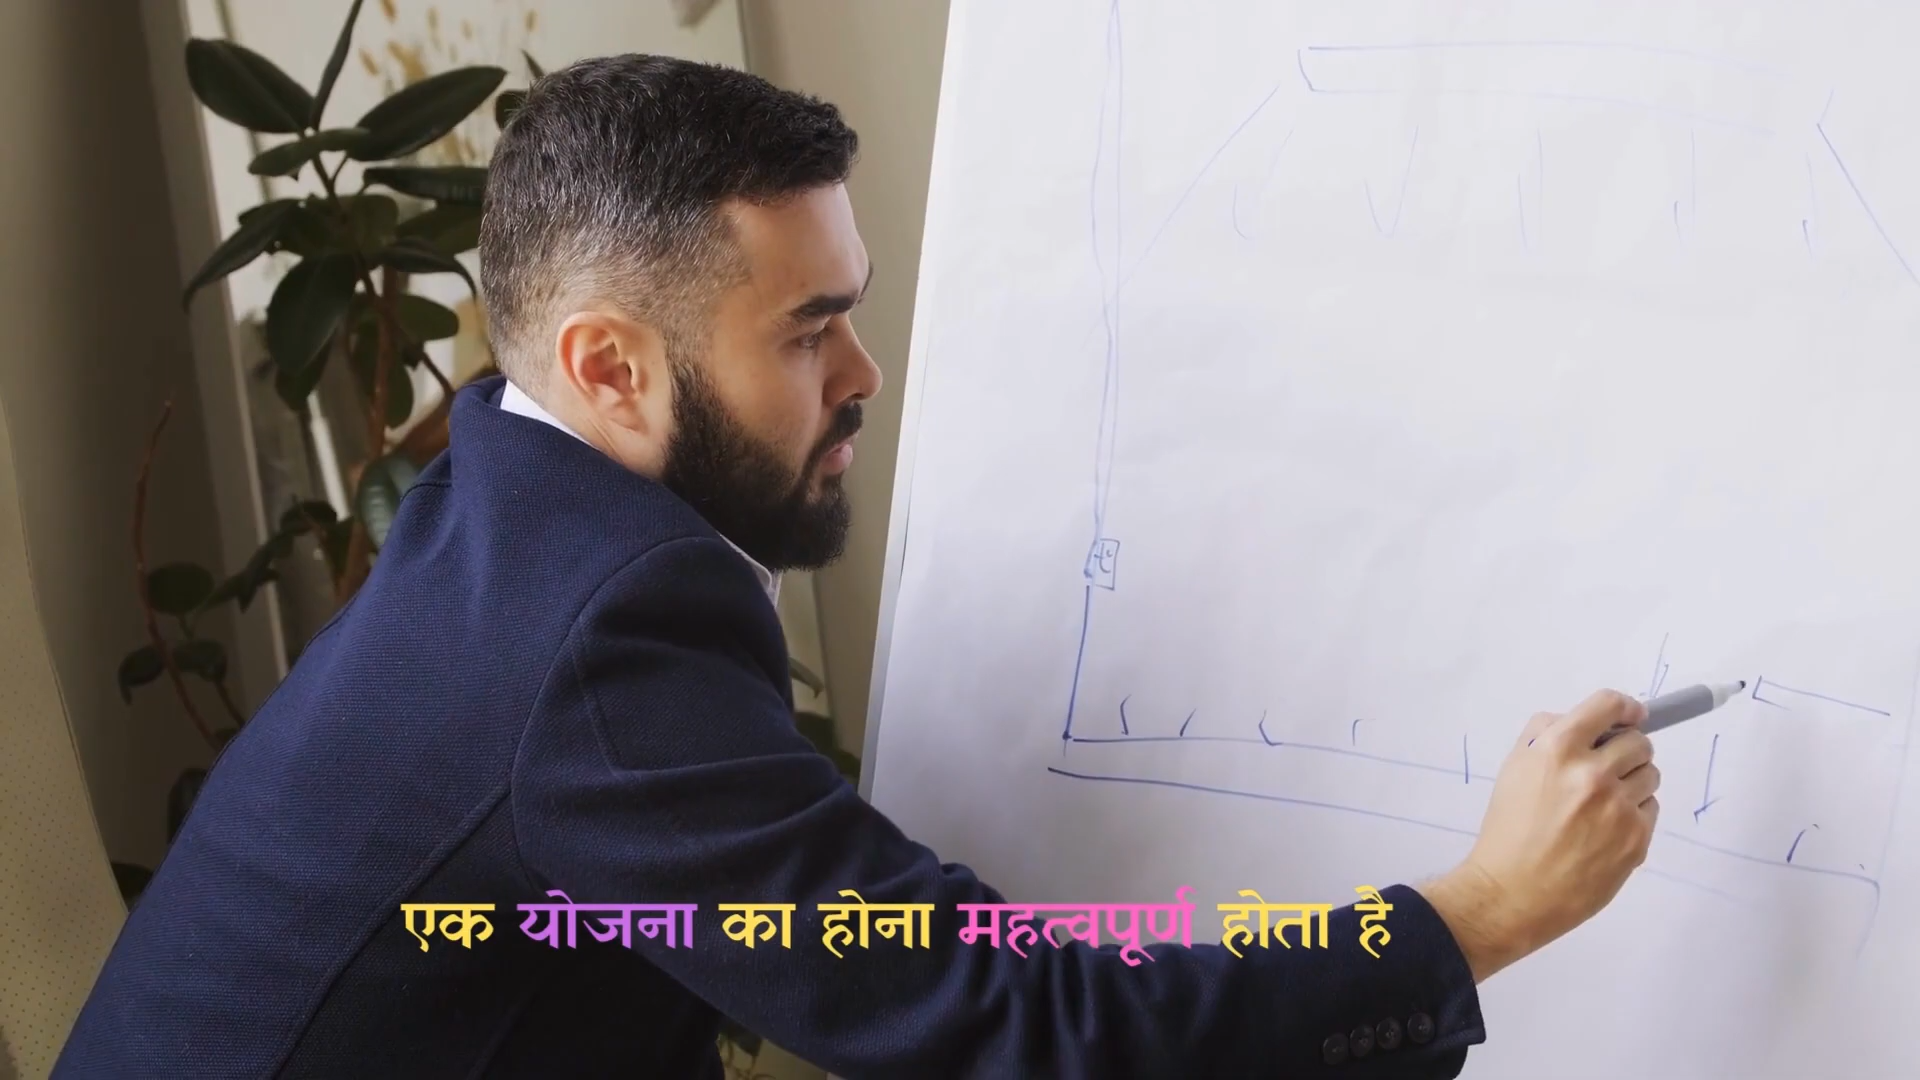 एक योजना का होना महत्वपूर्ण होता है